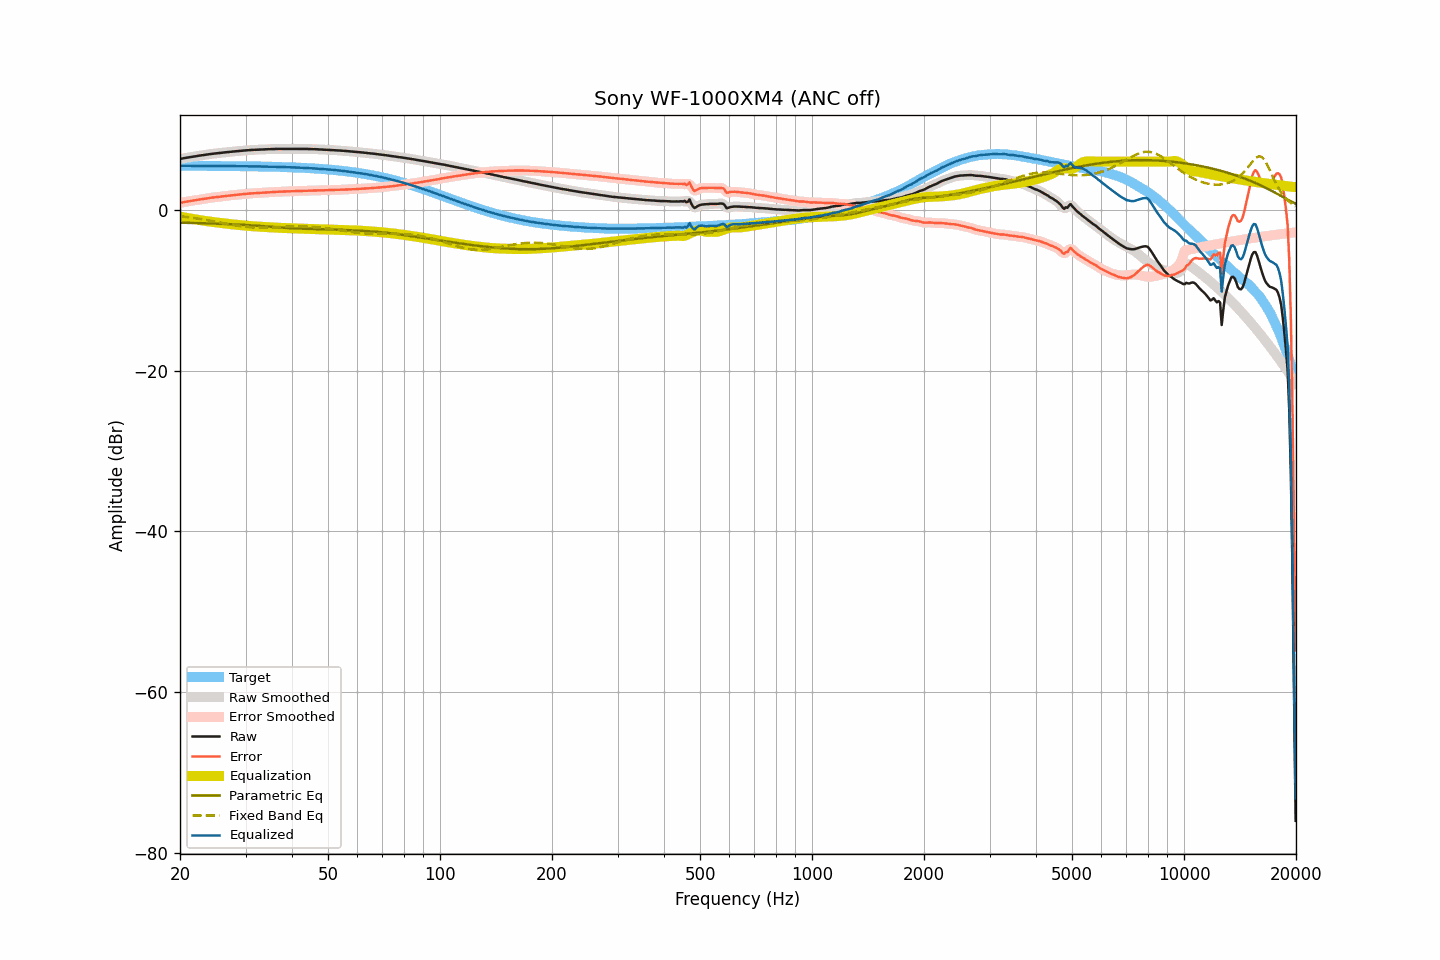 Sony WF-1000XM4 (ANC off)
Amplitude (dBr)
0
−20
−40
−60
−80
Target
Raw Smoothed
Error Smoothed
Raw
Error
Equalization
Parametric Eq
Fixed Band Eq
Equalized
20 50 100 200 500 1000 2000 5000 10000 20000
Frequency (Hz)